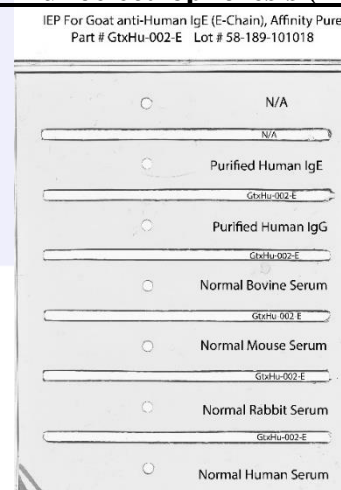 IEP For Goat anti-Human IgE (E-Chain), Affinity Pure
Part # GtxHu-002-E Lot # 58-189-101018
N/A
N/A
Purified Human IgE
GtxHu-002-E
Purified Human IgG
GtxHu-002-E
Normal Bovine Serum
GtxHu-002-E
Normal Mouse Serum
GtxHu-002-E
Normal Rabbit Serum
GtxHu-002-E
Normal Human Serum